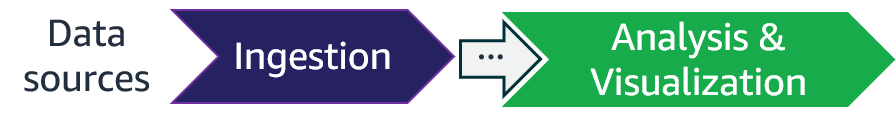 Data
sources
Ingestion
...
Analysis &
Visualization